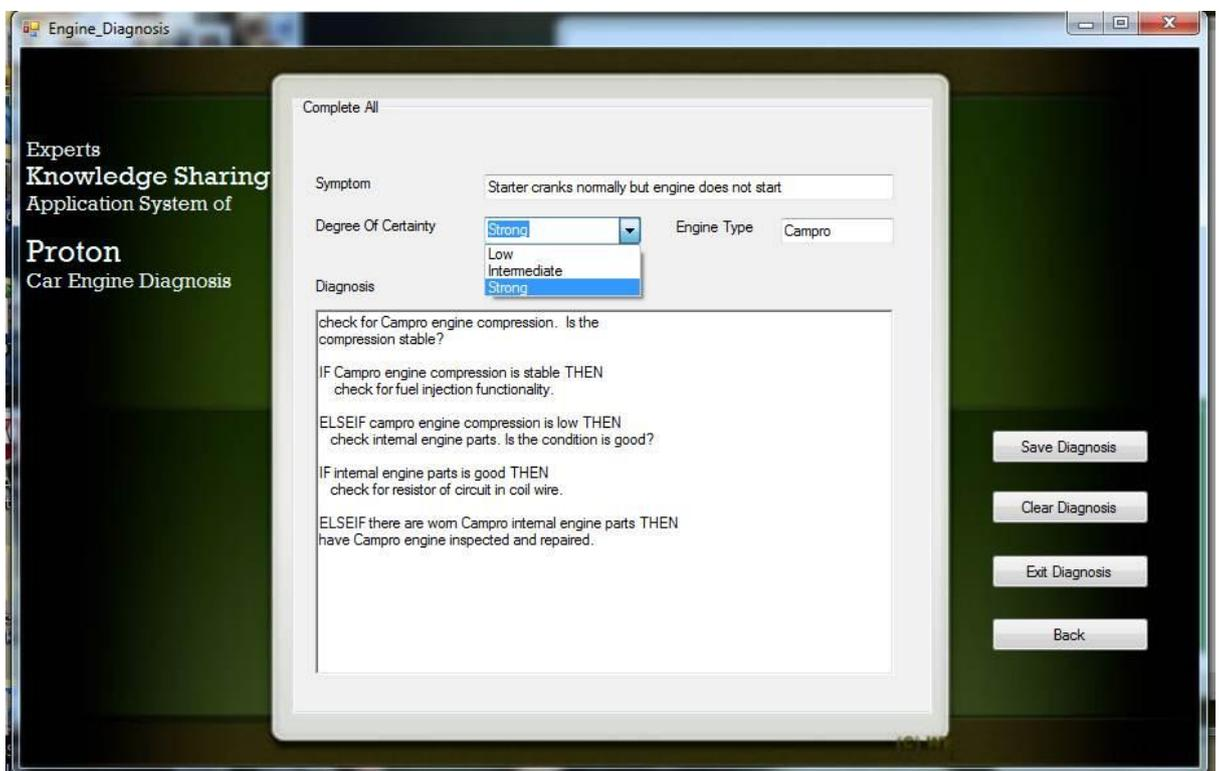 Engine_Diagnosis
Experts
Knowledge Sharing
Application System of
Proton
Car Engine Diagnosis
Complete All
Symptom
Starter cranks normally but engine does not start
Degree Of Certainty
Strong
Engine Type
Campro
Low
Intermediate
Strong
Diagnosis
check for Campro engine compression.  Is the
compression stable?
IF Campro engine compression is stable THEN
check for fuel injection functionality.
ELSEIF campro engine compression is low THEN
check internal engine parts. Is the condition is good?
IF internal engine parts is good THEN
check for resistor of circuit in coil wire.
ELSEIF there are worn Campro internal engine parts THEN
have Campro engine inspected and repaired.
Save Diagnosis
Clear Diagnosis
Exit Diagnosis
Back